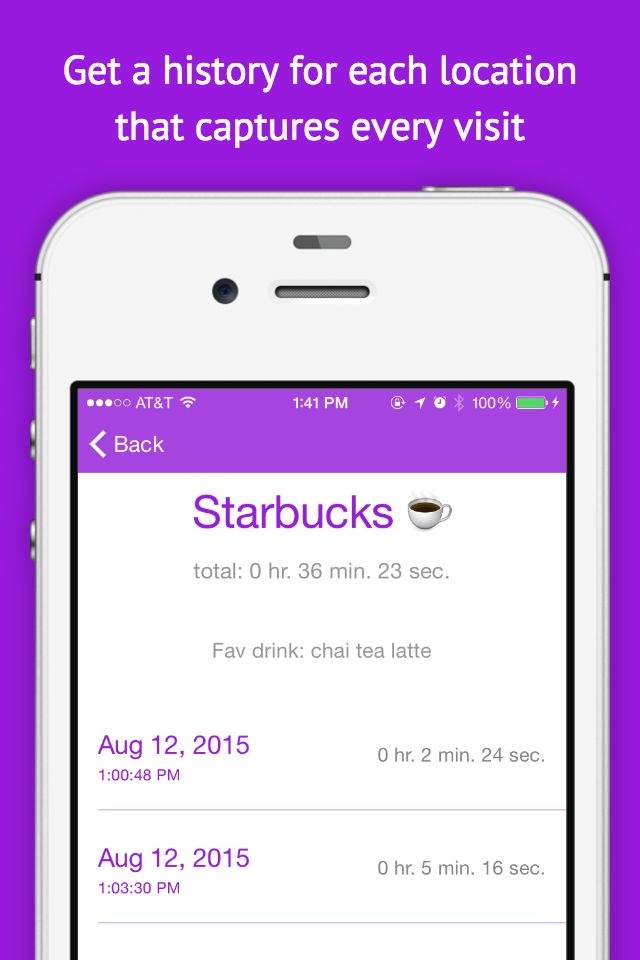 Get a history for each location
that captures every visit
AT&T 1:41 PM 100%
Back
Starbucks
total: 0 hr. 36 min. 23 sec.
Fav drink: chai tea latte
Aug 12, 2015
0 hr. 2 min. 24 sec.
1:00:48 PM
Aug 12, 2015
0 hr. 5 min. 16 sec.
1:03:30 PM